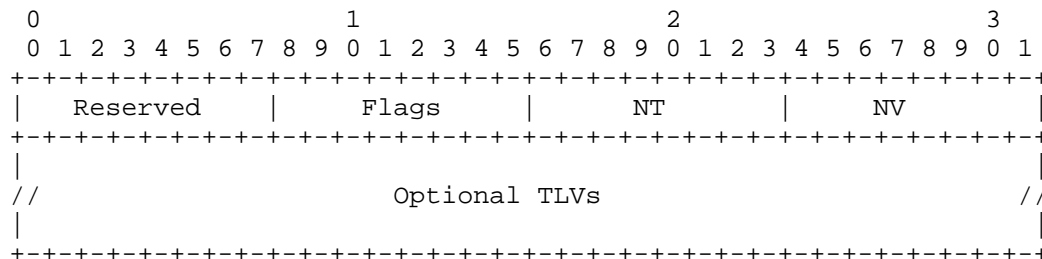 0                   1                   2                   3
 0 1 2 3 4 5 6 7 8 9 0 1 2 3 4 5 6 7 8 9 0 1 2 3 4 5 6 7 8 9 0 1
+-+-+-+-+-+-+-+-+-+-+-+-+-+-+-+-+-+-+-+-+-+-+-+-+-+-+-+-+-+-+-+-+
|   Reserved    |     Flags     |      NT       |     NV        |
+-+-+-+-+-+-+-+-+-+-+-+-+-+-+-+-+-+-+-+-+-+-+-+-+-+-+-+-+-+-+-+-+
|                                                               |
//                      Optional TLVs                          //
|                                                               |
+-+-+-+-+-+-+-+-+-+-+-+-+-+-+-+-+-+-+-+-+-+-+-+-+-+-+-+-+-+-+-+-+